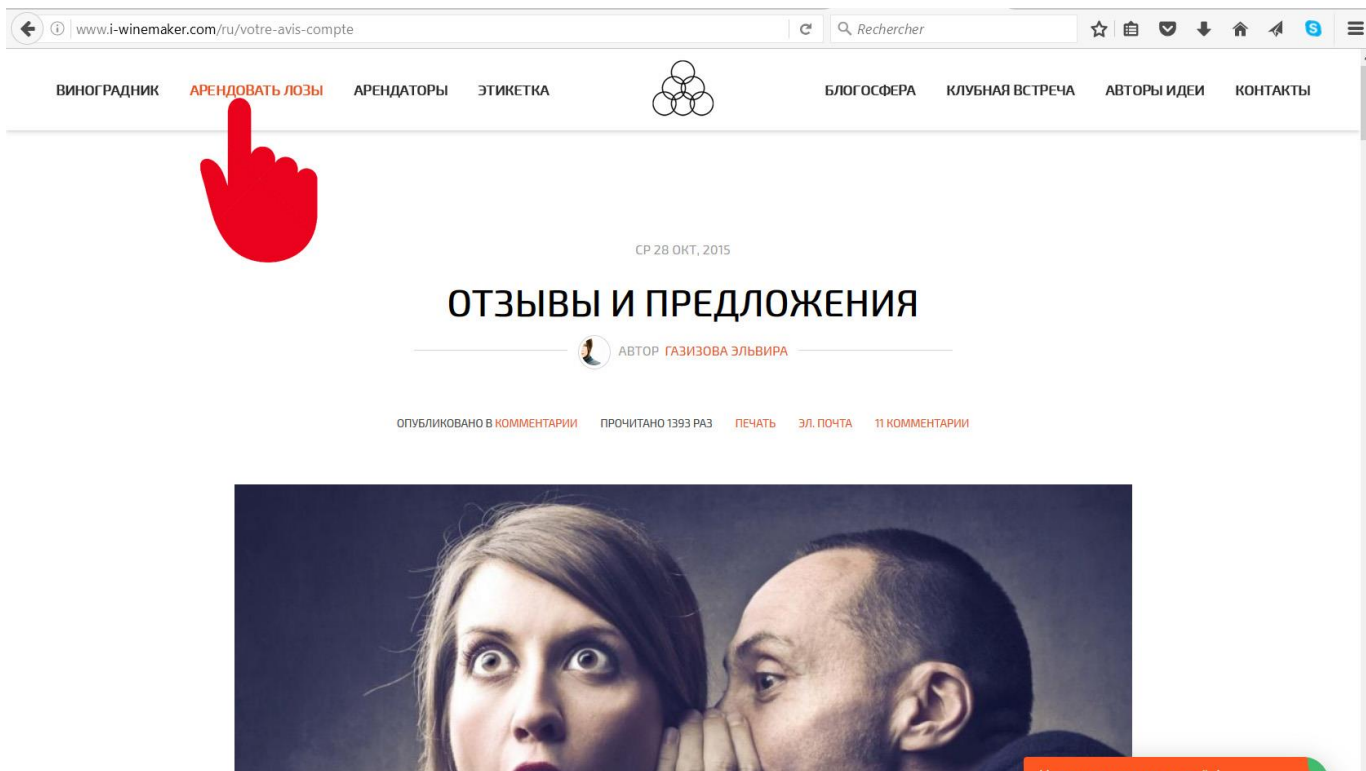 www.i-winemaker.com/ru/votre-avis-compte
Rechercher
ВИНОГРАДНИК АРЕНДОВАТЬ ЛОЗЫ АРЕНДАТОРЫ ЭТИКЕТКА БЛОГОСФЕРА КЛУБНАЯ ВСТРЕЧА АВТОРЫ ИДЕИ КОНТАКТЫ
СР 28 ОКТ, 2015
ОТЗЫВЫ И ПРЕДЛОЖЕНИЯ
АВТОР ГАЗИЗОВА ЭЛЬВИРА
ОПУБЛИКОВАНО В КОММЕНТАРИИ ПРОЧИТАНО 1393 РАЗ ПЕЧАТЬ ЭЛ. ПОЧТА 11 КОММЕНТАРИИ